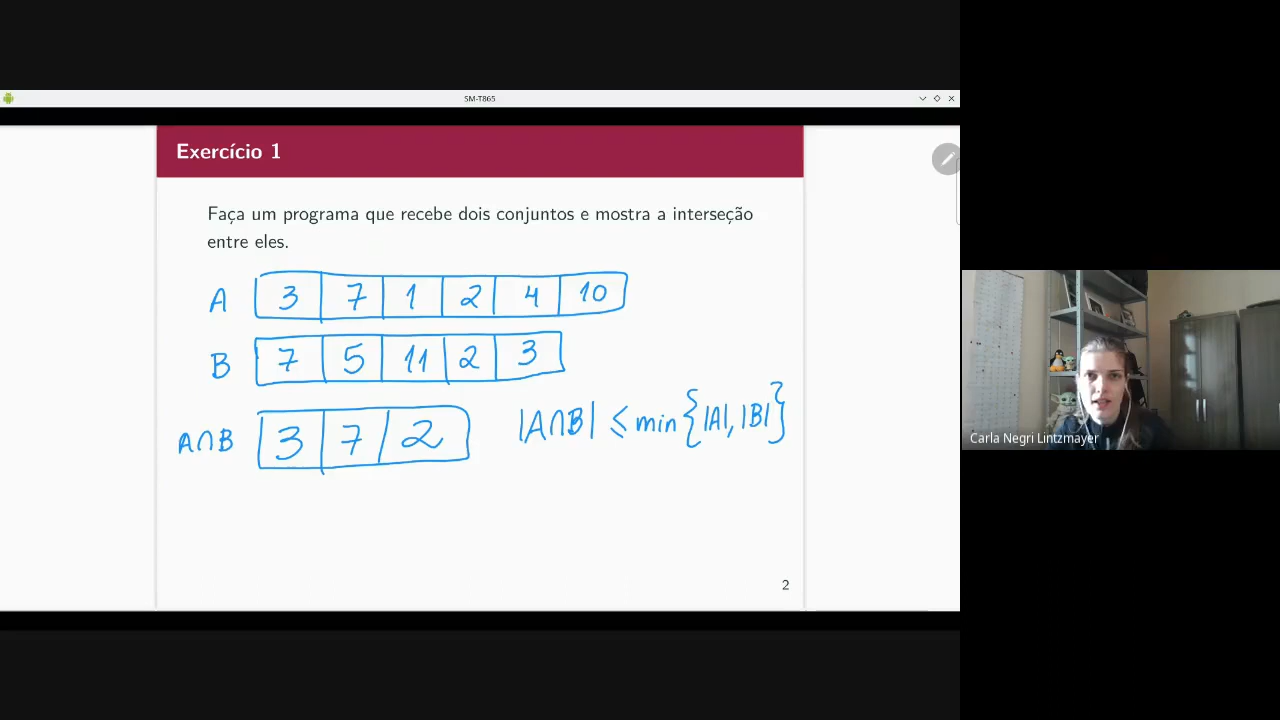 SM-T865
Exercício 1
Faça um programa que recebe dois conjuntos e mostra a interseção
entre eles.
A 3 7 1 2 4 10
B 7 5 11 2 3
A∩B 3 7 2 |A∩B| ≤ min{|A|, |B|}
Carla Negri Lintzmayer
2